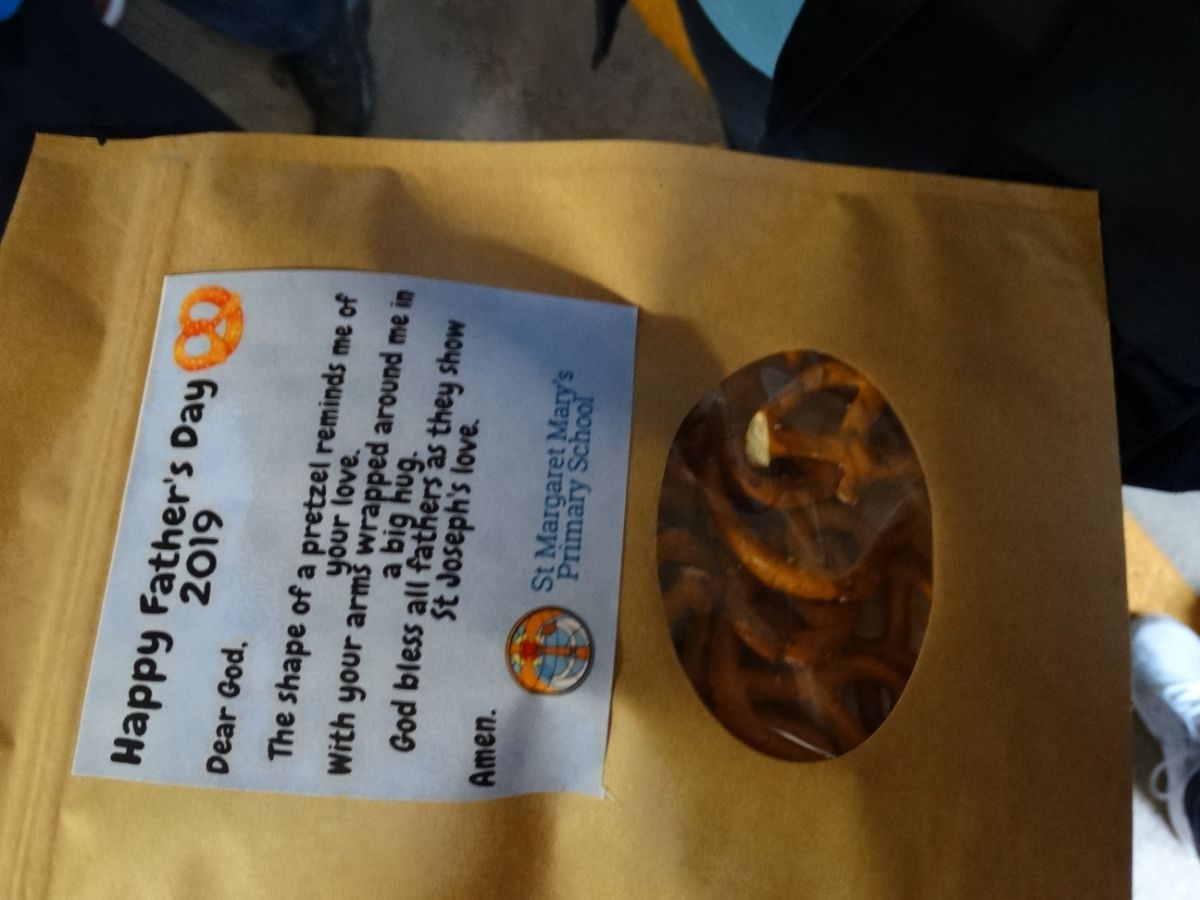 Happy Father's Day
2019
Dear God,
The shape of a pretzel reminds me of
your love.
With your arms wrapped around me in
a big hug.
God bless all fathers as they show
St Joseph's love.
Amen.
St Margaret Mary's
Primary School